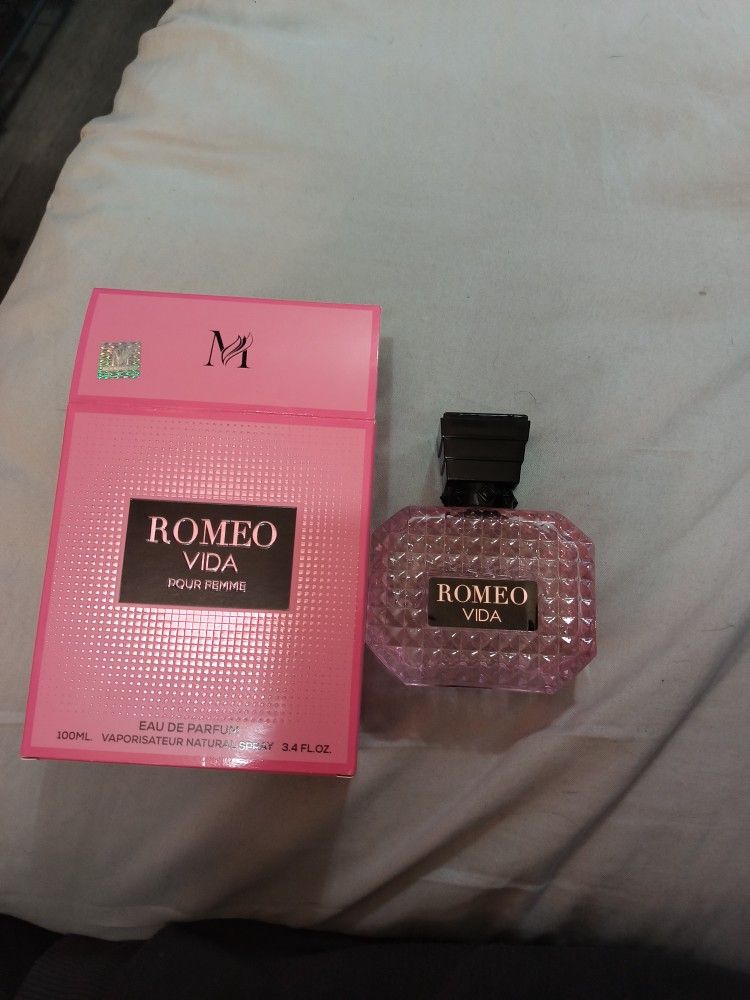 M
M
ROMEO
VIDA
POUR FEMME
EAU DE PARFUM
100ML. VAPORISATEUR NATURAL SPRAY 3.4 FL.OZ.
ROMEO
VIDA